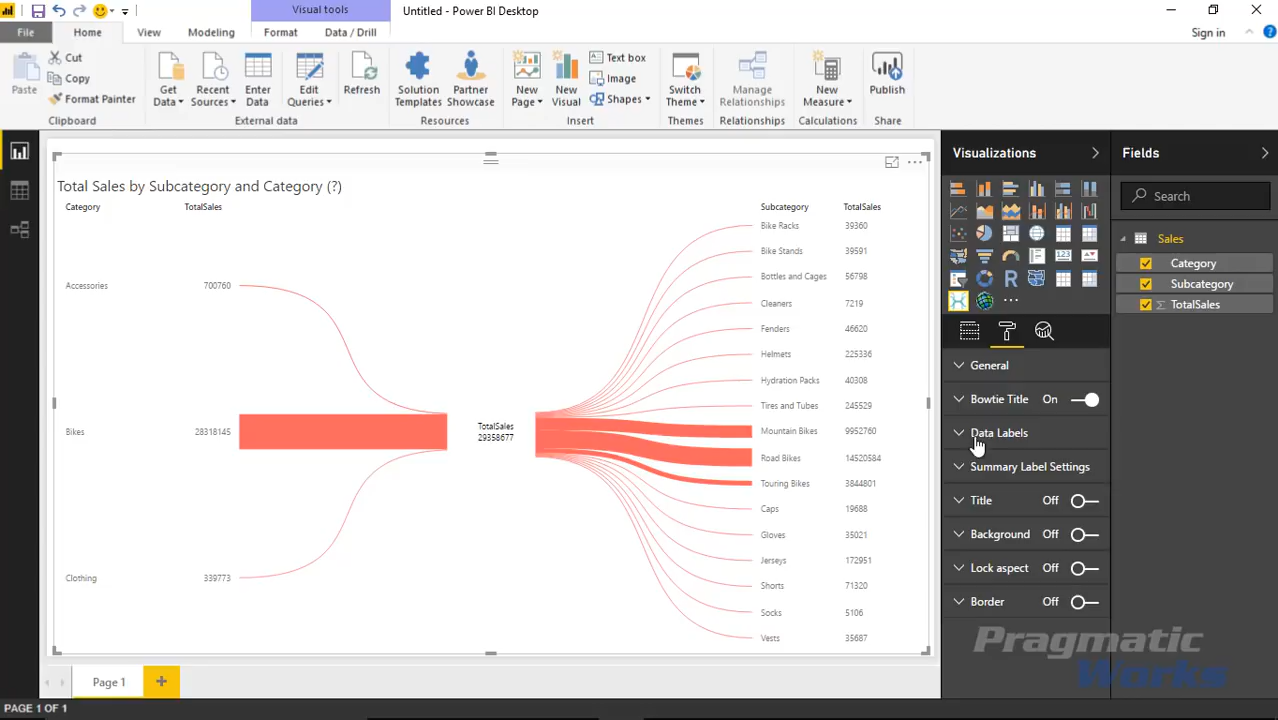 Visual tools
Untitled - Power BI Desktop
File
Home
View
Modeling
Format
Data / Drill
Sign in
Paste
Cut
Copy
Format Painter
Clipboard
Get Data
Recent Sources
Enter Data
Edit Queries
Refresh
External data
Solution Templates
Partner Showcase
Resources
New Page
New Visual
Text box
Image
Shapes
Insert
Switch Theme
Themes
Manage Relationships
Relationships
New Measure
Calculations
Publish
Share
Total Sales by Subcategory and Category (?)
Category TotalSales
Accessories 700760
Bikes 28318145
Clothing 339773
TotalSales
29358677
Subcategory TotalSales
Bike Racks 39360
Bike Stands 39591
Bottles and Cages 56798
Cleaners 7219
Fenders 46620
Helmets 225336
Hydration Packs 40308
Tires and Tubes 245529
Mountain Bikes 9952760
Road Bikes 14520584
Touring Bikes 3844801
Caps 19688
Gloves 35021
Jerseys 172951
Shorts 71320
Socks 5106
Vests 35687
Visualizations
R
123
General
Bowtie Title On
Data Labels
Summary Label Settings
Title Off
Background Off
Lock aspect Off
Border Off
Fields
Search
Sales
Category
Subcategory
Σ TotalSales
Pragmatic
Works
Page 1
PAGE 1 OF 1